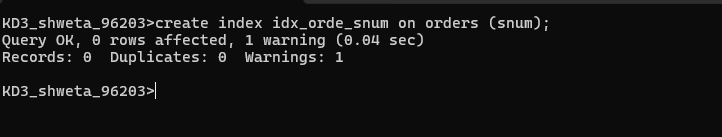 KD3_shweta_96203>create index idx_orde_snum on orders (snum);
Query OK, 0 rows affected, 1 warning (0.04 sec)
Records: 0  Duplicates: 0  Warnings: 1
KD3_shweta_96203>